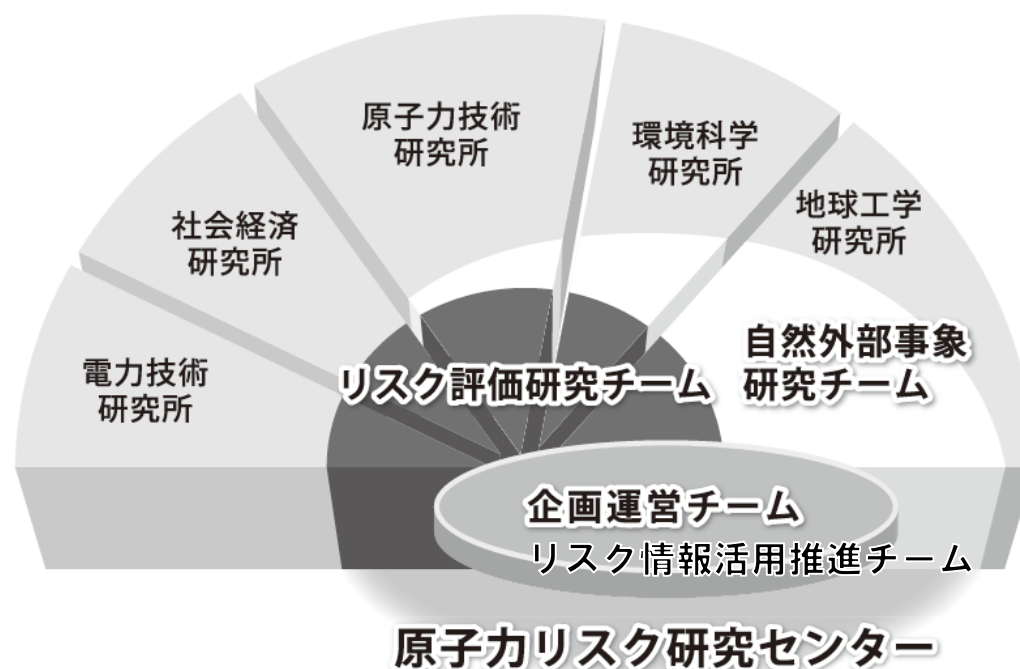 原子力技術
研究所
環境科学
研究所
社会経済
研究所
地球工学
研究所
電力技術
研究所
リスク評価研究チーム
自然外部事象
研究チーム
企画運営チーム
リスク情報活用推進チーム
原子力リスク研究センター